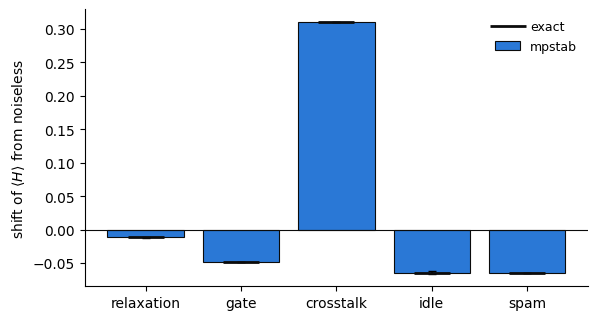 shift of ⟨H⟩ from noiseless
0.30
0.25
0.20
0.15
0.10
0.05
0.00
−0.05
exact
mpstab
relaxation gate crosstalk idle spam